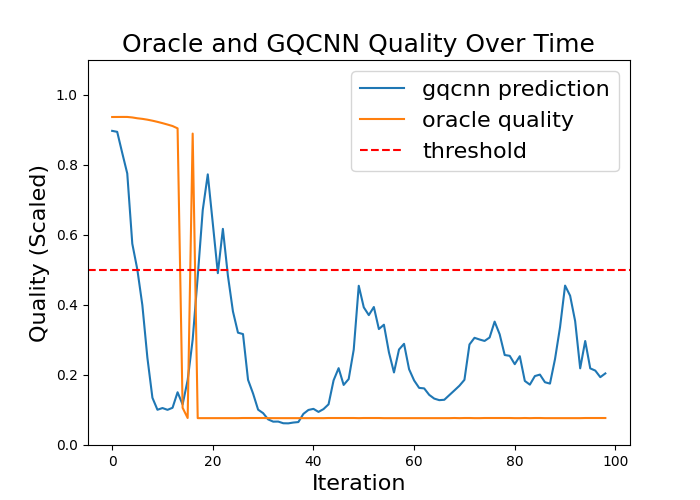 Oracle and GQCNN Quality Over Time
gqcnn prediction
oracle quality
threshold
Quality (Scaled)
1.0
0.8
0.6
0.4
0.2
0.0
0 20 40 60 80 100
Iteration